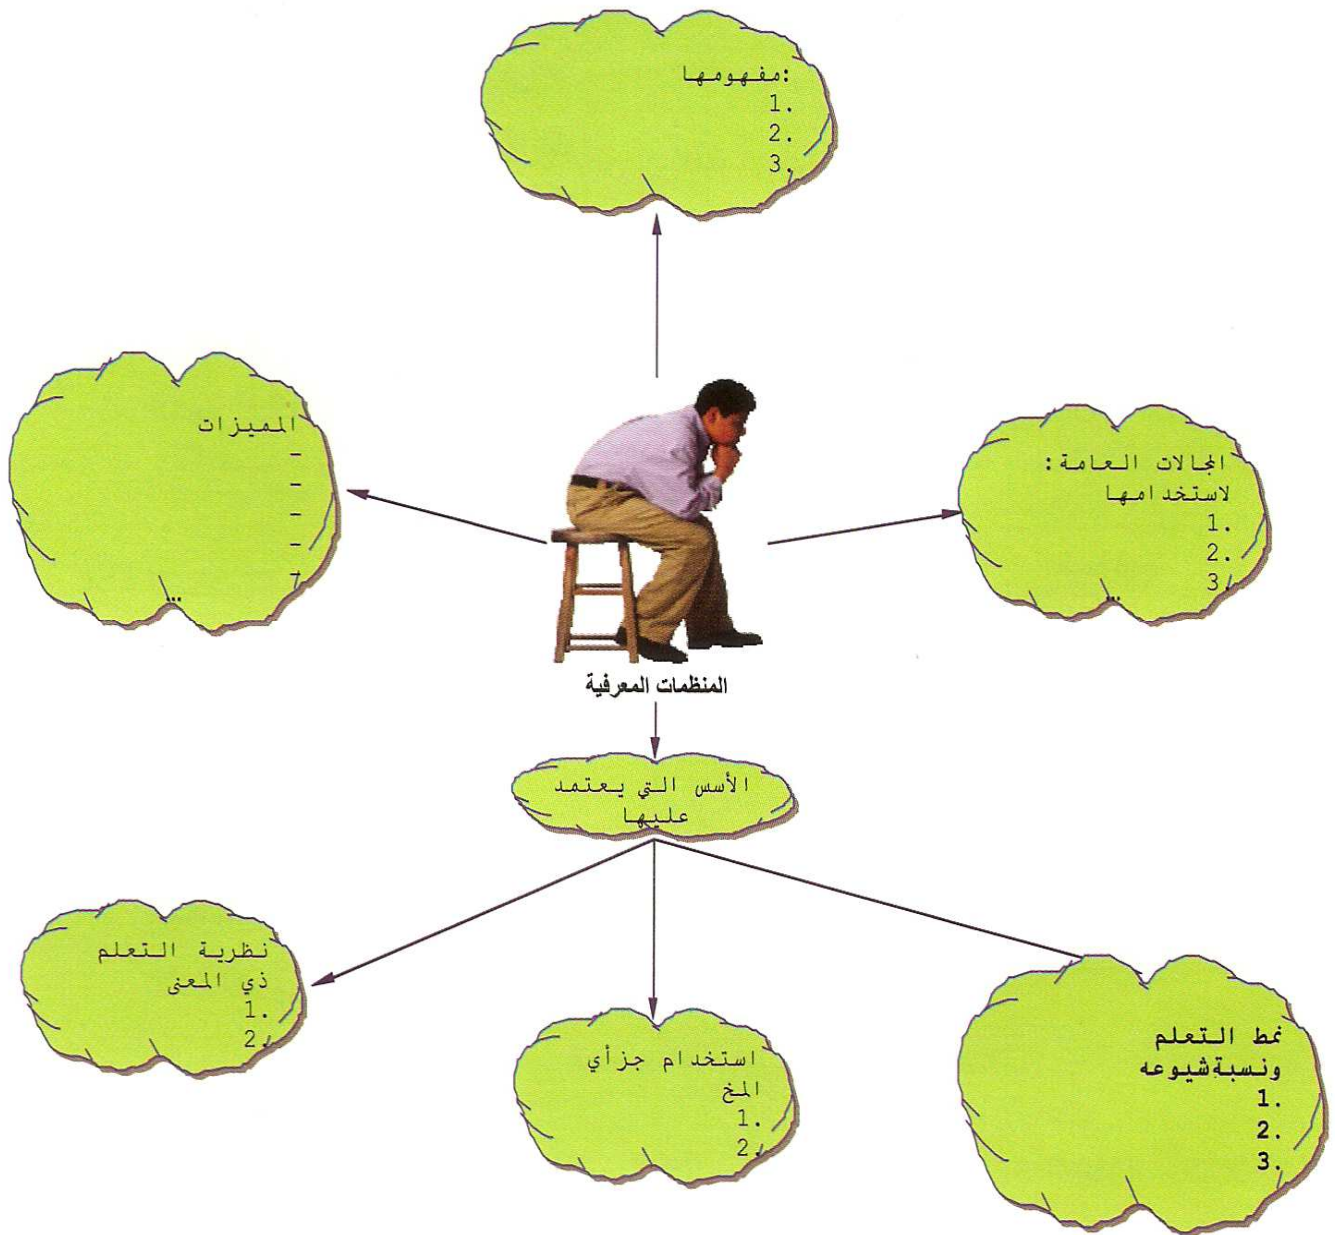 مفهومها:
1.
2.
3.
المجالات العامة:
لاستخدامها
1.
2.
3.
...
المميزات
-
-
-
-
-
...
المنظمات المعرفية
الأسس التي يعتمد
عليها
نمط التعلم
ونسبة شيوعه
1.
2.
3.
استخدام جزأي
المخ
1.
2.
نظرية التعلم
ذي المعنى
1.
2.